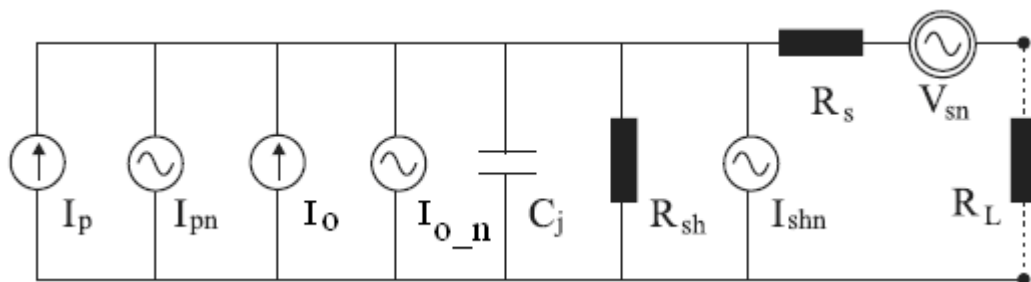 R_s
V_sn
I_p
I_pn
I_o
I_o_n
C_j
R_sh
I_shn
R_L